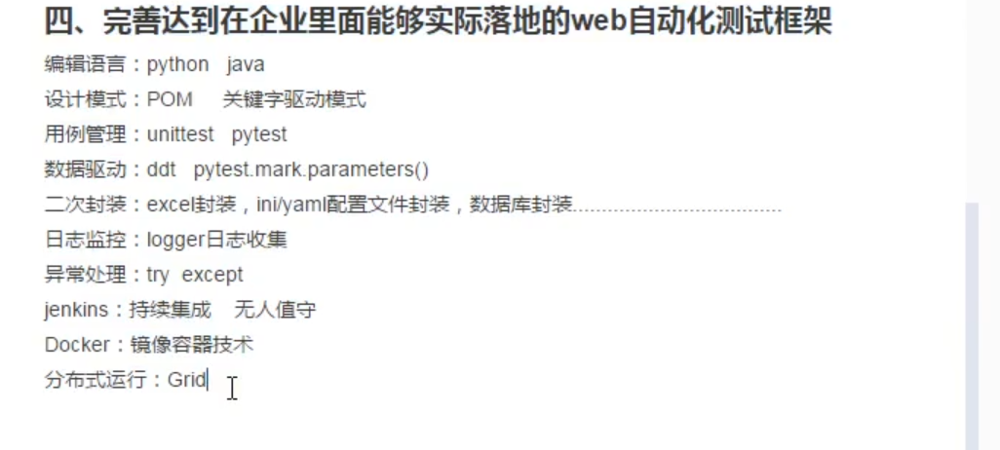 四、完善达到在企业里面能够实际落地的web自动化测试框架
编辑语言：python java
设计模式：POM 关键字驱动模式
用例管理：unittest pytest
数据驱动：ddt pytest.mark.parameters()
二次封装：excel封装，ini/yaml配置文件封装，数据库封装....................................
日志监控：logger日志收集
异常处理：try except
jenkins：持续集成 无人值守
Docker：镜像容器技术
分布式运行：Grid